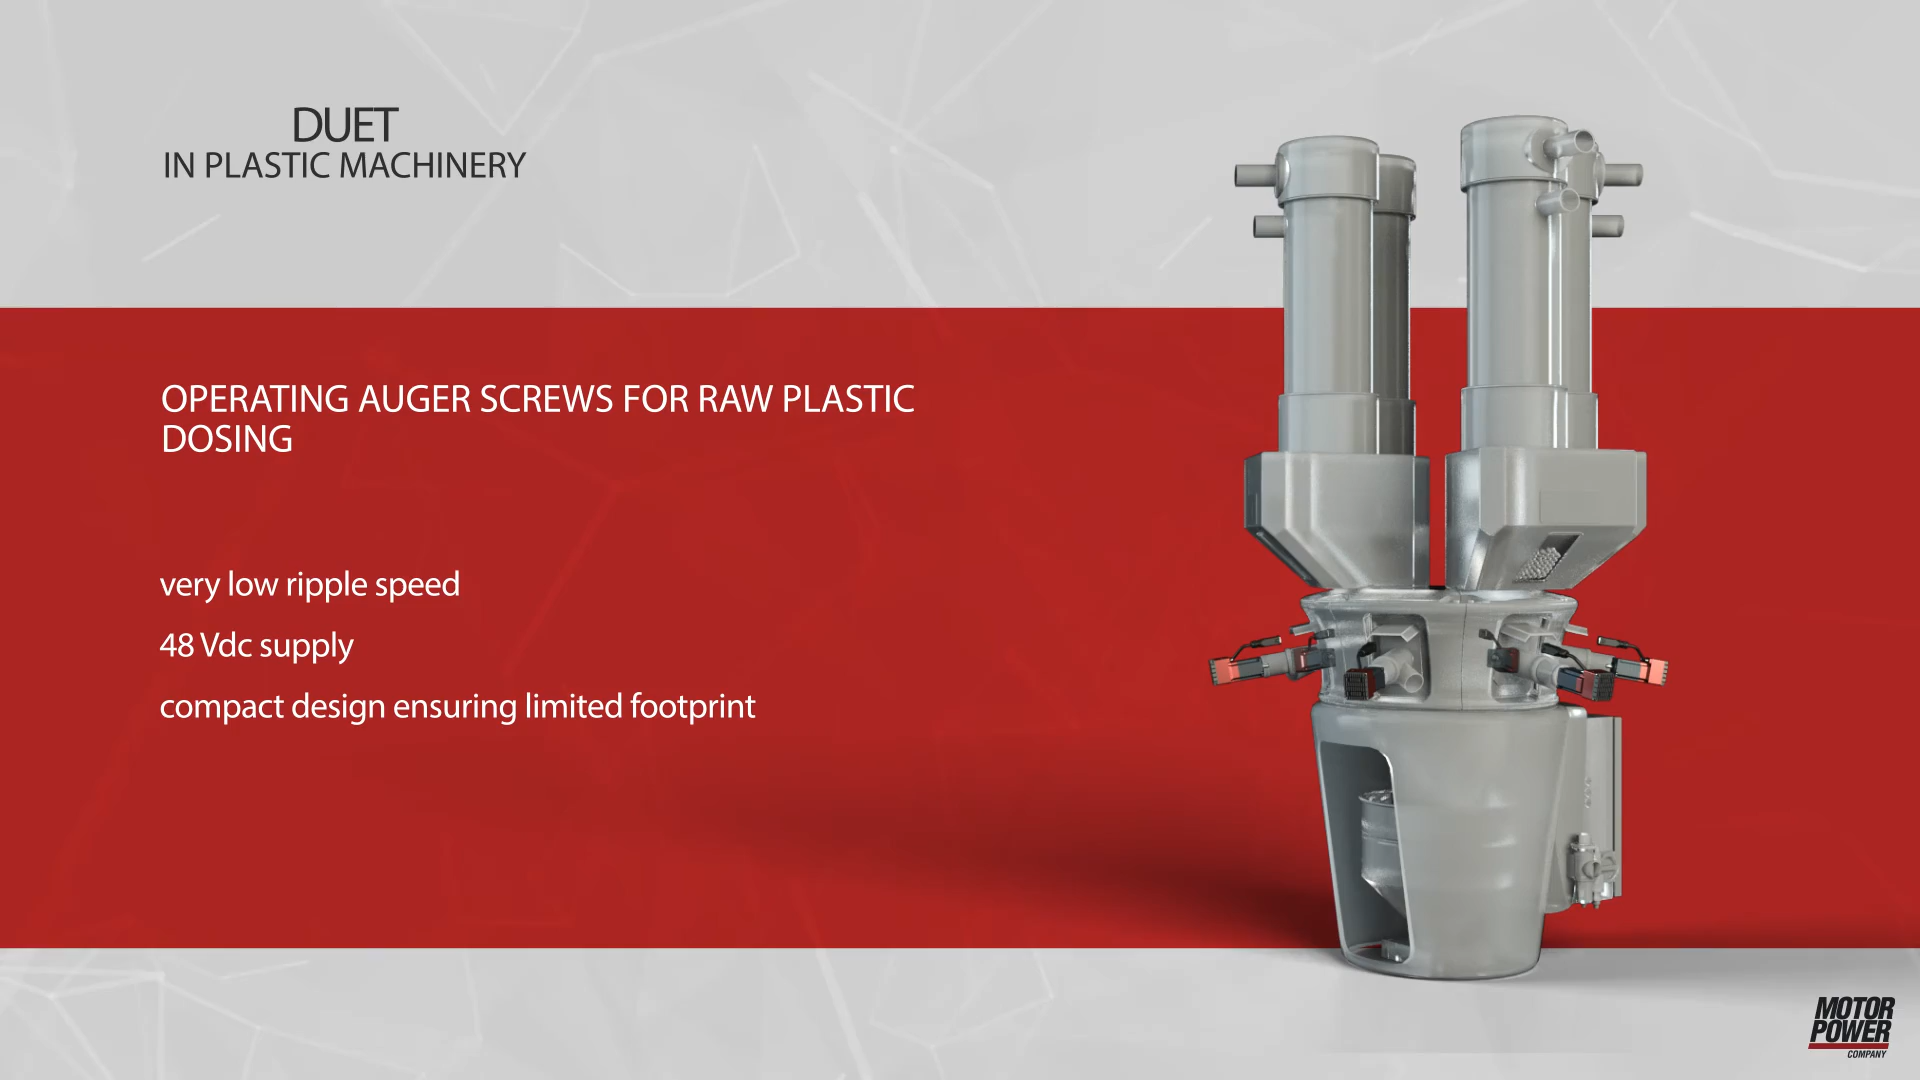 DUET
IN PLASTIC MACHINERY
OPERATING AUGER SCREWS FOR RAW PLASTIC
DOSING
very low ripple speed
48 Vdc supply
compact design ensuring limited footprint
MOTOR
POWER
COMPANY